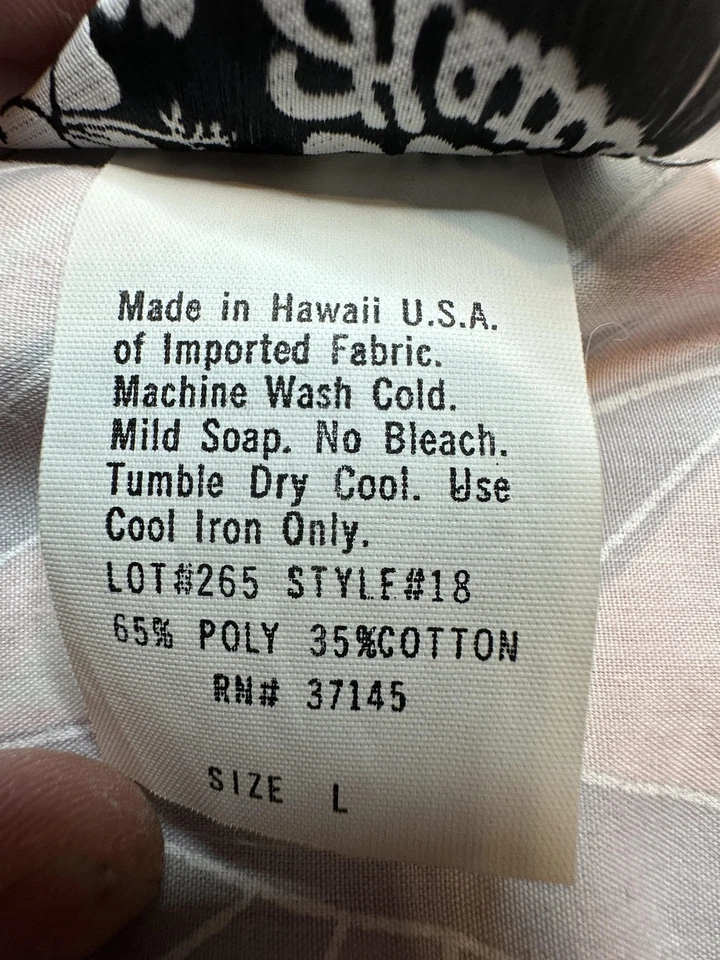 Made in Hawaii U.S.A.
of Imported Fabric.
Machine Wash Cold.
Mild Soap. No Bleach.
Tumble Dry Cool. Use
Cool Iron Only.
LOT#265 STYLE#18
65% POLY 35%COTTON
RN# 37145
SIZE L